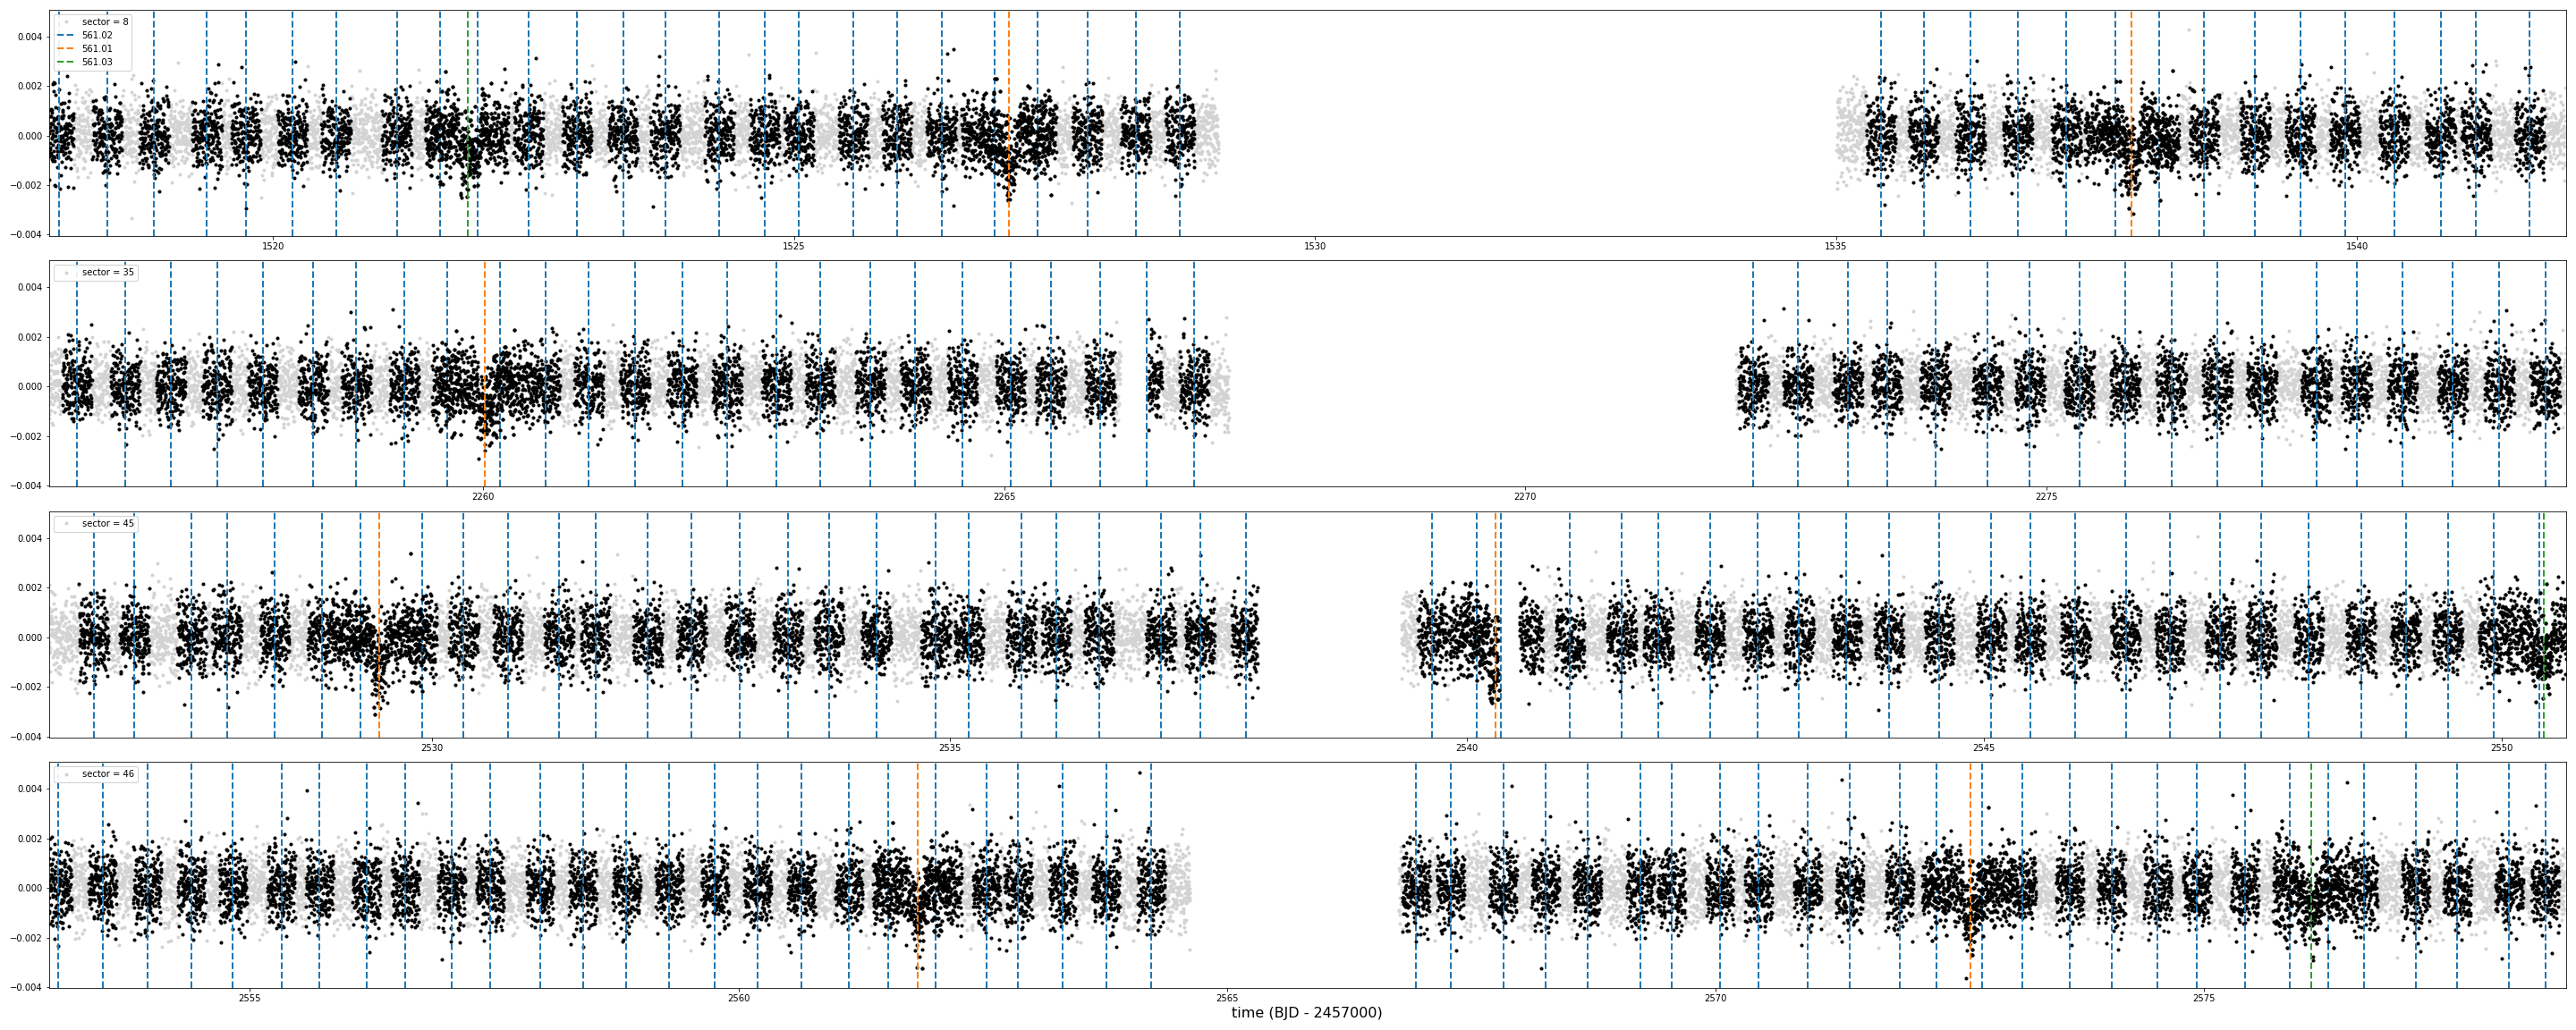 sector = 8
561.02
561.01
561.03
0.004
0.002
0.000
−0.002
−0.004
1520 1525 1530 1535 1540
sector = 35
0.004
0.002
0.000
−0.002
−0.004
2260 2265 2270 2275
sector = 45
0.004
0.002
0.000
−0.002
−0.004
2530 2535 2540 2545 2550
sector = 46
0.004
0.002
0.000
−0.002
−0.004
2555 2560 2565 2570 2575
time (BJD - 2457000)